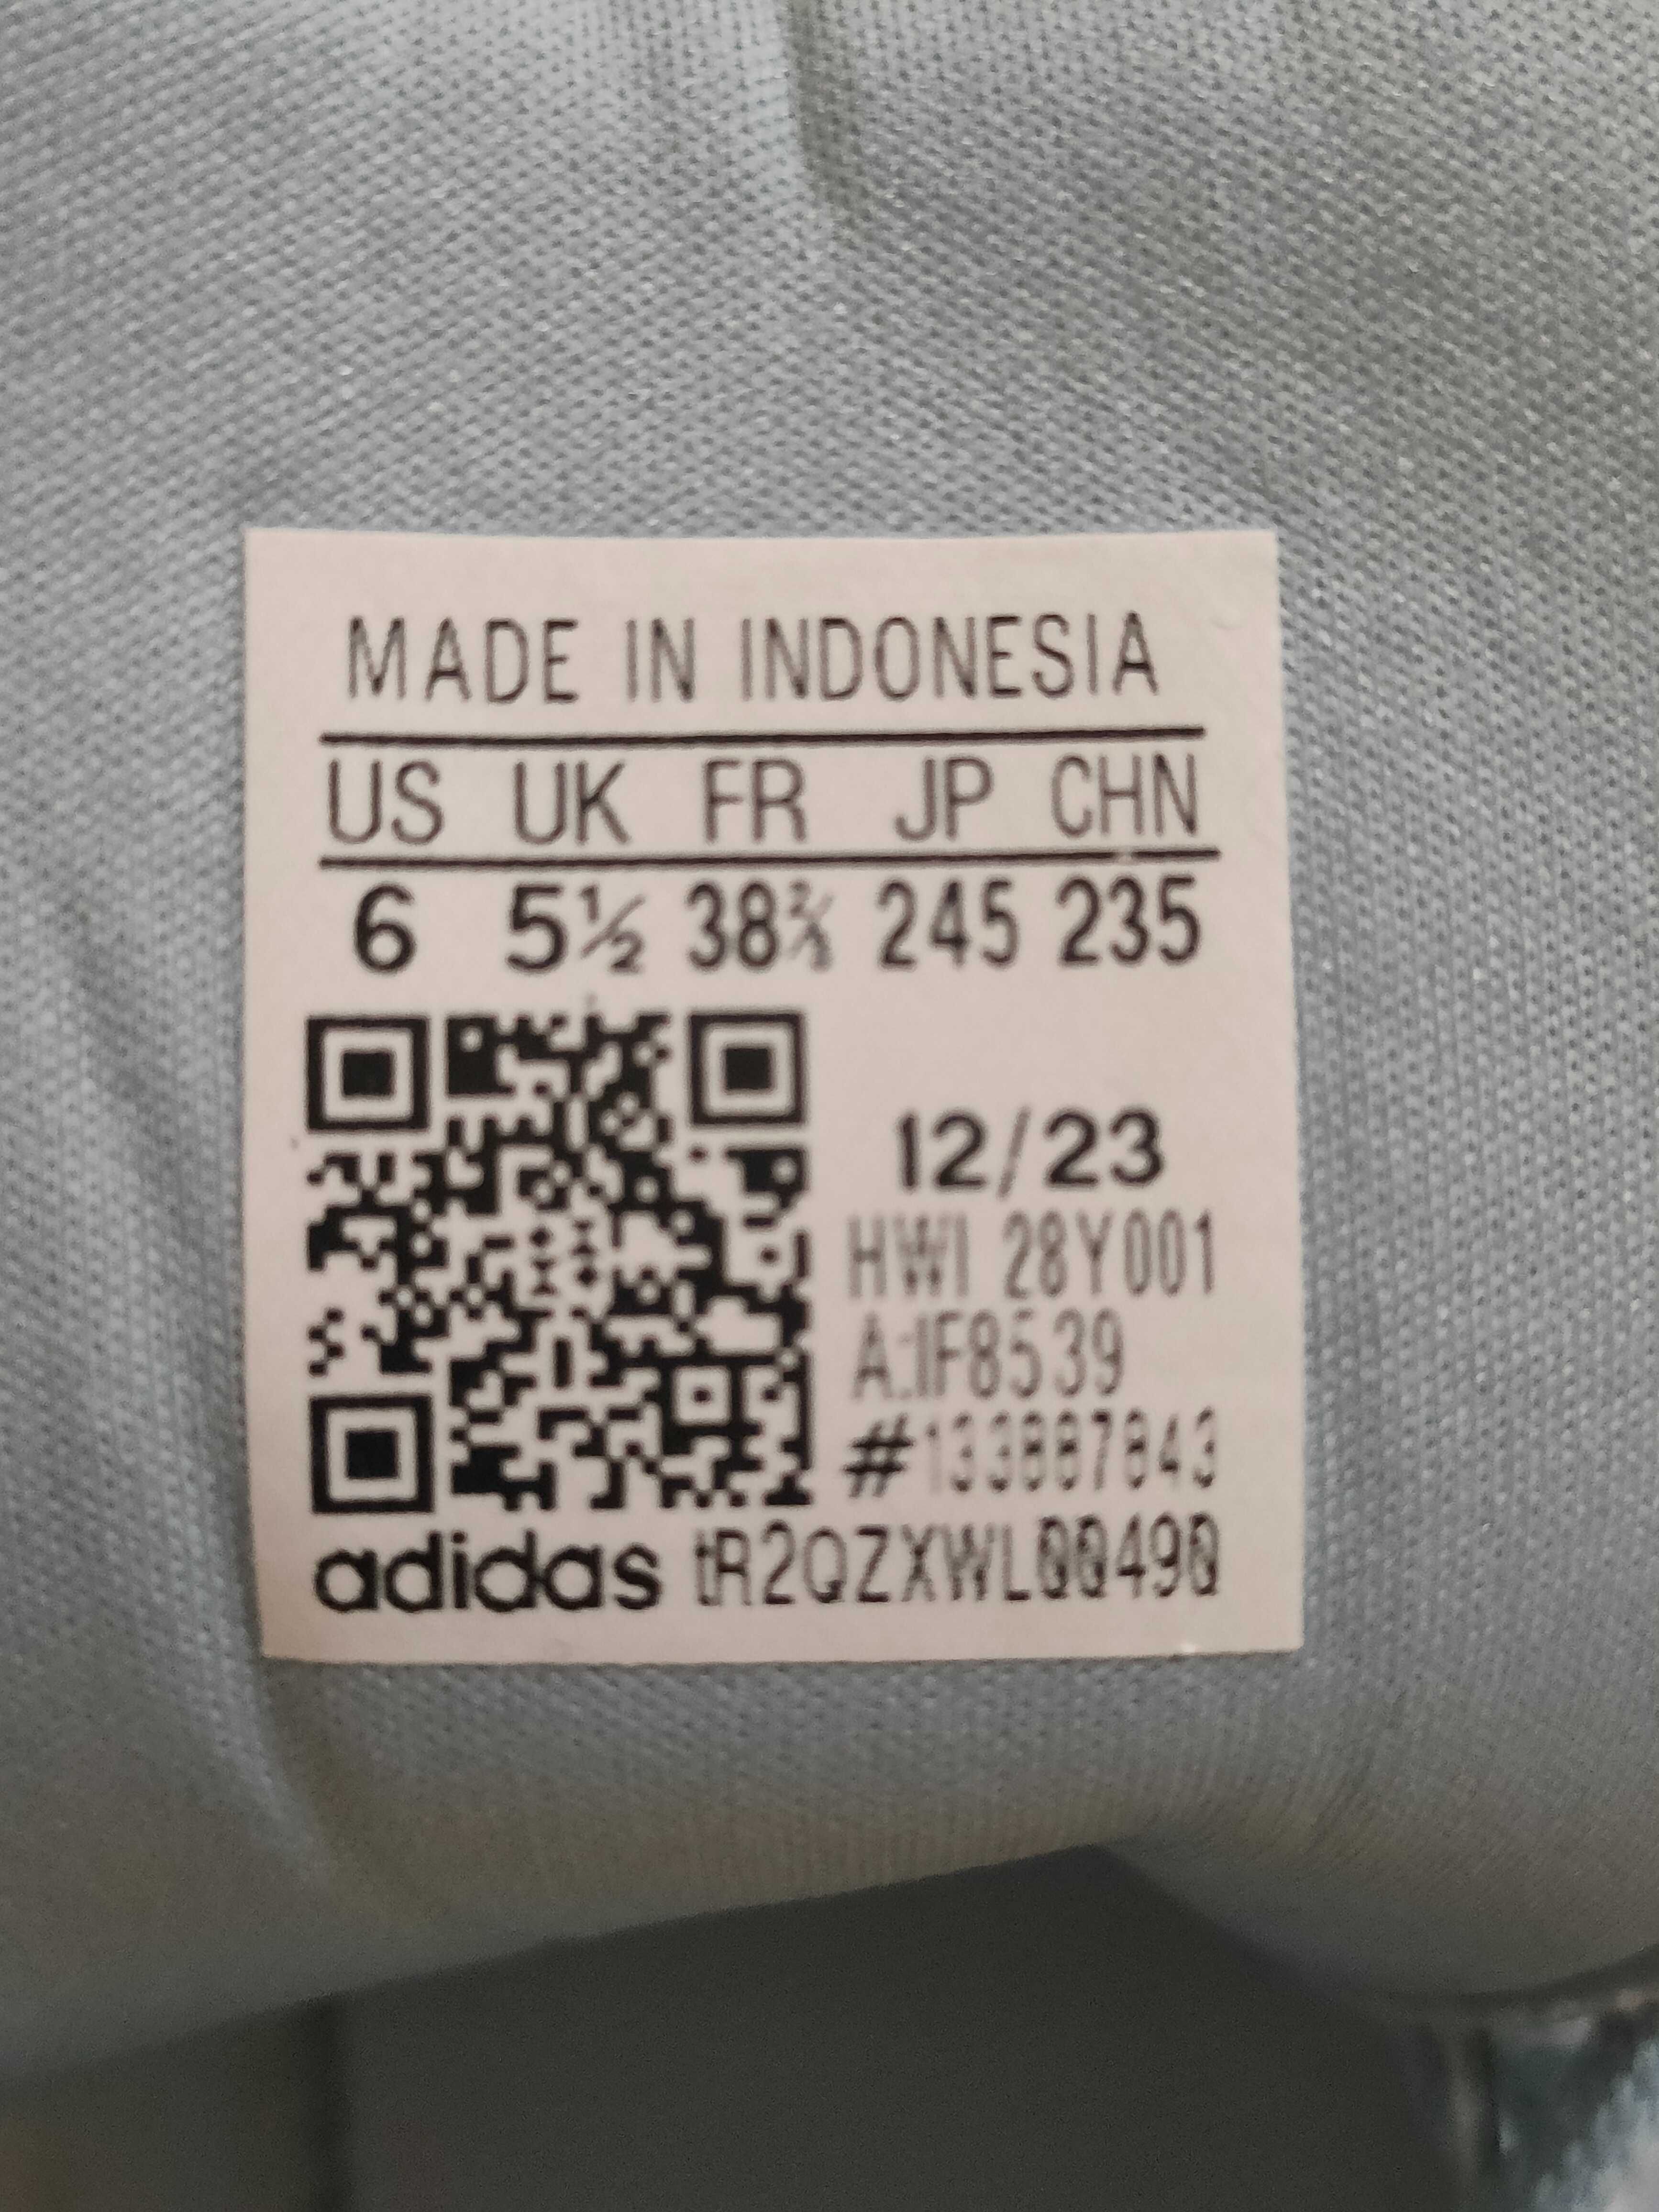 MADE IN INDONESIA
US UK FR JP CHN
6 5½ 38⅔ 245 235
12/23
HWI 28Y001
A:IF8539
#133887843
adidas tR2QZXWL00490